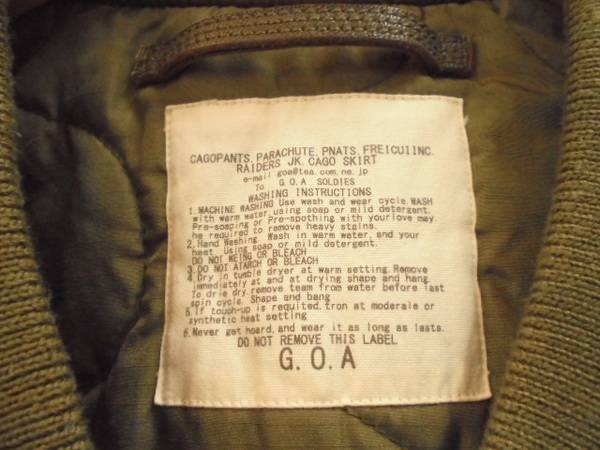 CAGOPANTS. PARACHUTE. PNATS. FREICUIINC.
RAIDERS JK. CAGO SKIRT
e-mail goa@tea.com.ne.jp
To G.O.A SOLDIES
WASHING INSTRUCTIONS
1. MACHINE WASHING Use wash and wear cycle. WASH
with warm water using soap or mild detergent.
Pre-soaping or Pre-spothing with your love may.
he required to remove heavy stains.
2. Hand Washing Wash in warm water, and your
heat. Using soap or mild detergent.
DO NOT WEING OR BLEACH
3. DO NOT ATARCH OR BLEACH
4. Dry in tumble dryer at warm setting. Remove
immediately at and at drying shape and hang.
To drie dry. remove team from water before last
spin cycle. Shape and bang
5. If touch-up is requited. tron at moderale or
synthetic heat setting
6. Never get hoard, and wear it as long as lasts.
DO NOT REMOVE THIS LABEL
G.O.A